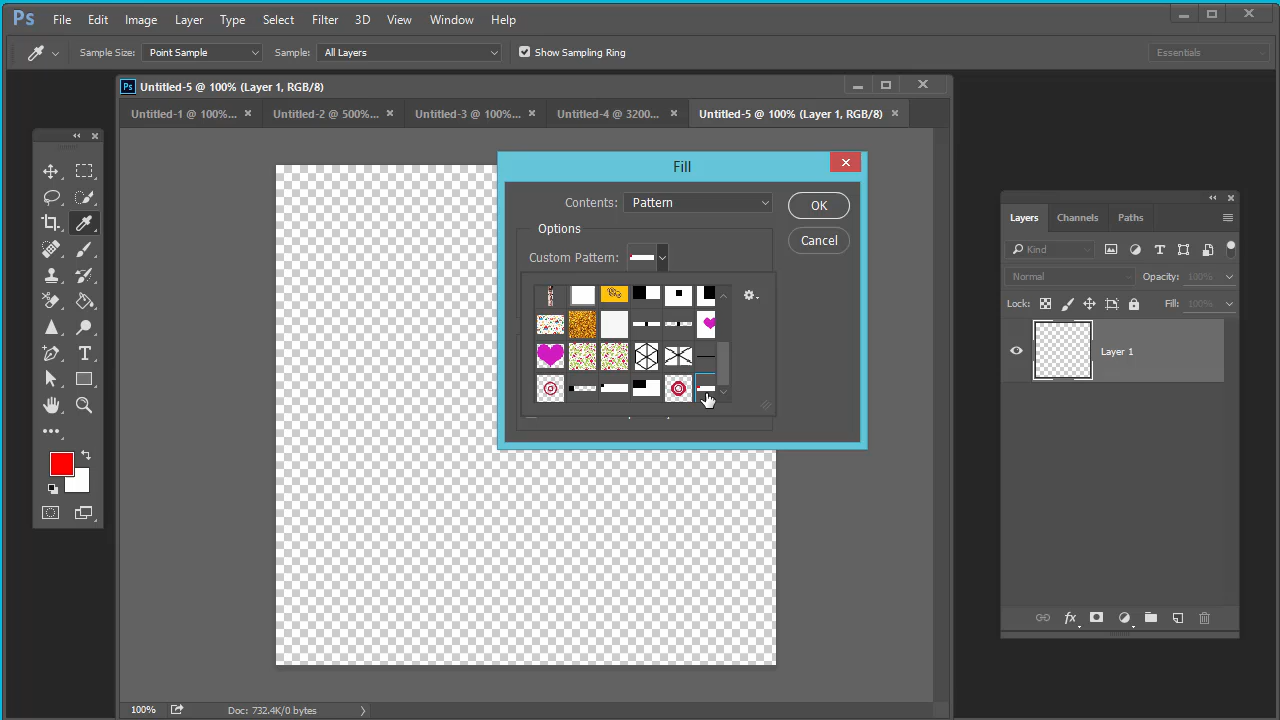 Ps File Edit Image Layer Type Select Filter 3D View Window Help
Sample Size: Point Sample Sample: All Layers Show Sampling Ring Essentials
Ps Untitled-5 @ 100% (Layer 1, RGB/8)
Untitled-1 @ 100%... Untitled-2 @ 500%... Untitled-3 @ 100%... Untitled-4 @ 3200... Untitled-5 @ 100% (Layer 1, RGB/8)
Fill
Contents: Pattern OK
Options
Cancel
Custom Pattern:
Layers Channels Paths
Kind
Normal Opacity: 100%
Lock: Fill: 100%
Layer 1
fx
100% Doc: 732.4K/0 bytes